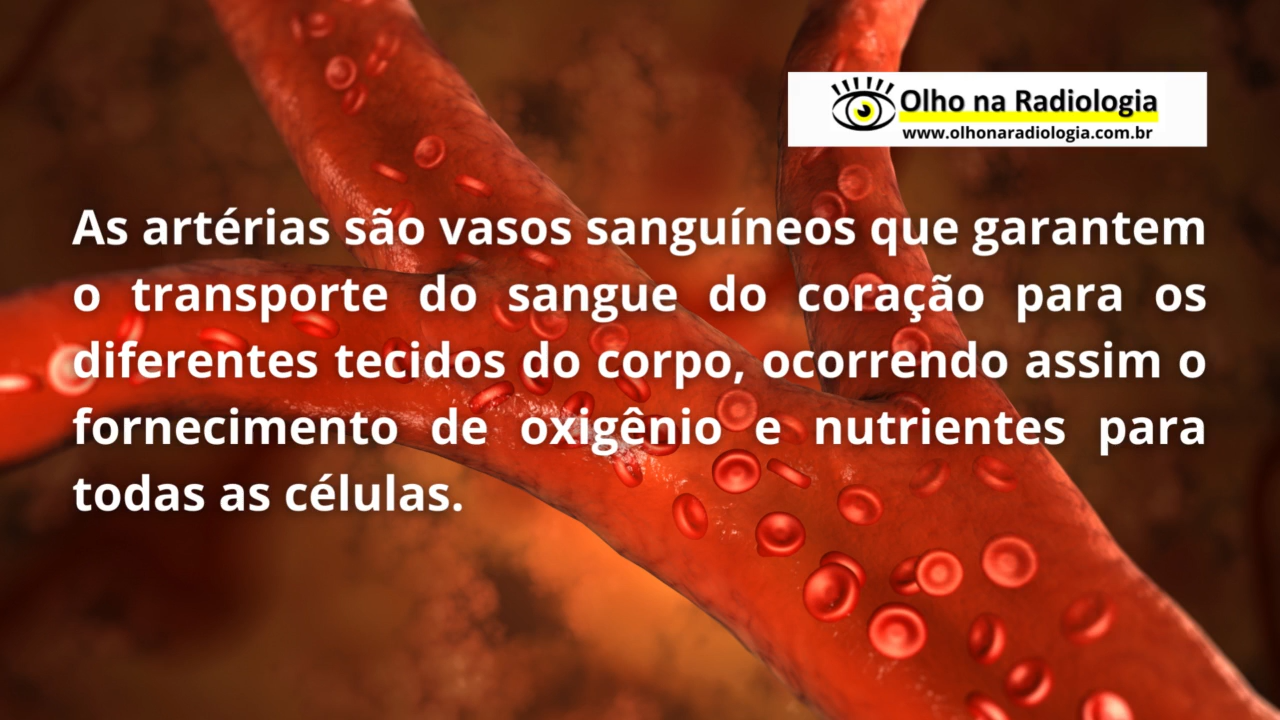 Olho na Radiologia
www.olhonaradiologia.com.br
As artérias são vasos sanguíneos que garantem
o transporte do sangue do coração para os
diferentes tecidos do corpo, ocorrendo assim o
fornecimento de oxigênio e nutrientes para
todas as células.